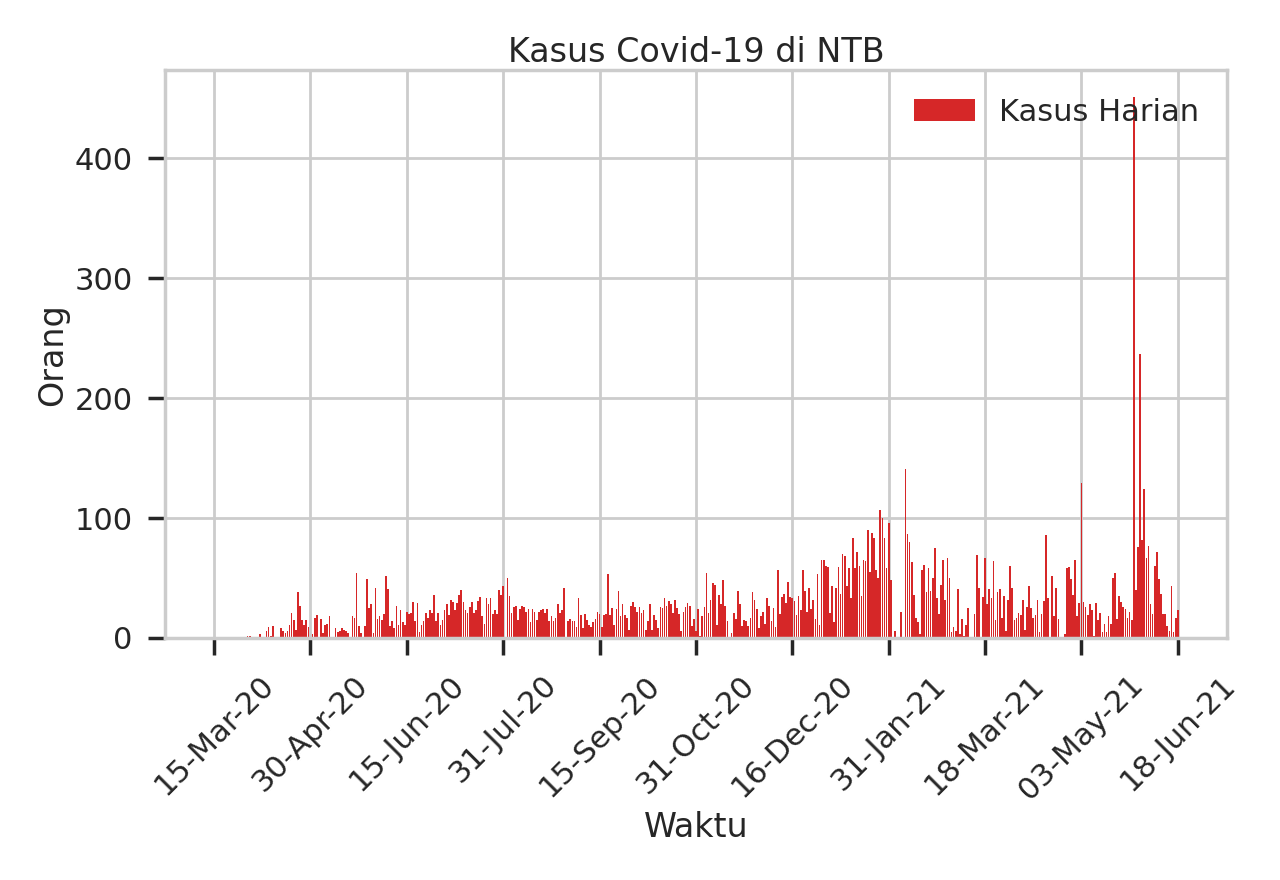 Kasus Covid-19 di NTB
Kasus Harian
400
300
200
100
0
Orang
15-Mar-20
30-Apr-20
15-Jun-20
31-Jul-20
15-Sep-20
31-Oct-20
16-Dec-20
31-Jan-21
18-Mar-21
03-May-21
18-Jun-21
Waktu